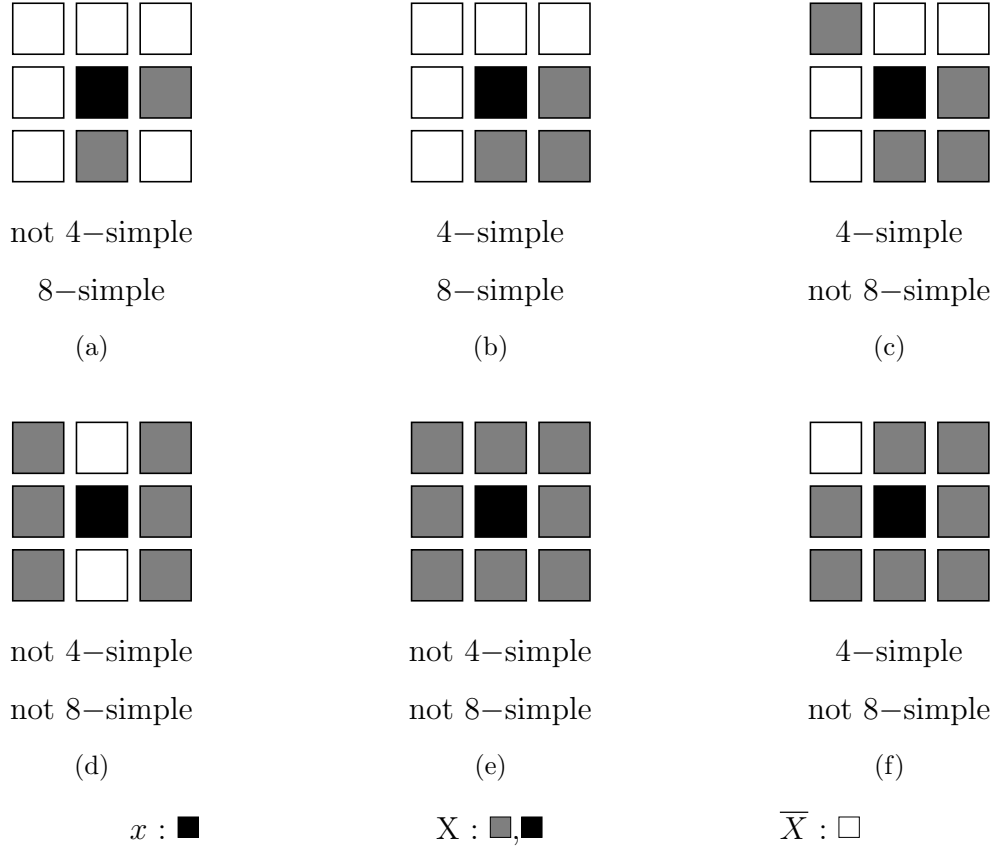 not 4−simple 4−simple 4−simple
8−simple 8−simple not 8−simple
(a) (b) (c)
not 4−simple not 4−simple 4−simple
not 8−simple not 8−simple not 8−simple
(d) (e) (f)
x : X : , X̅ :